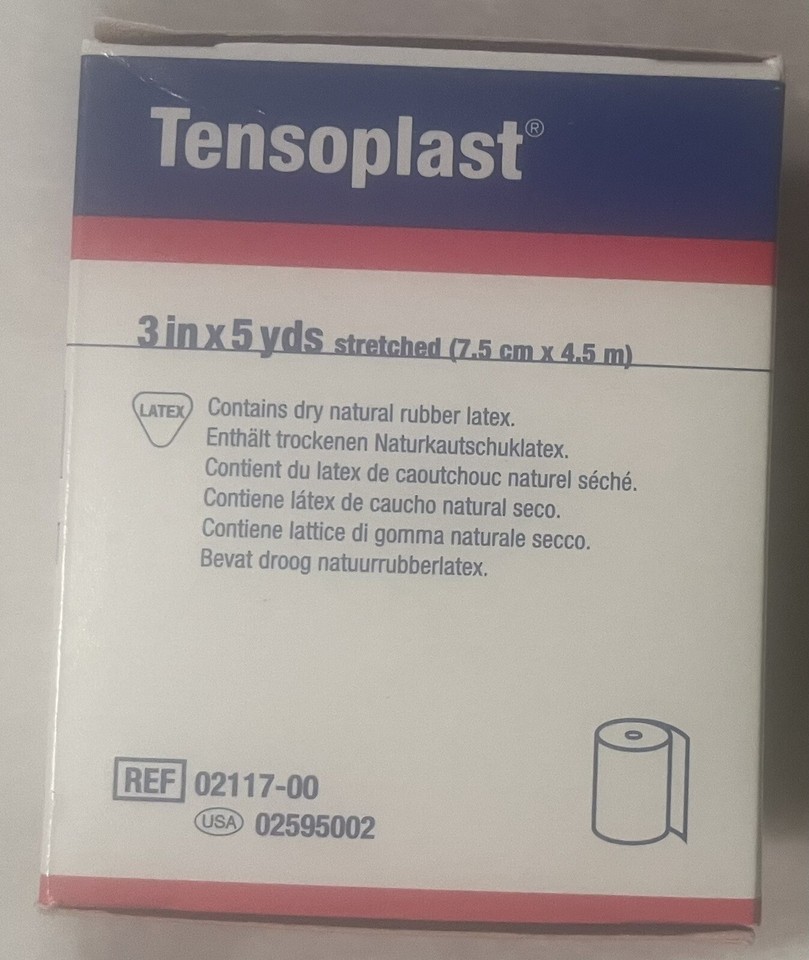 Tensoplast®
3 in x 5 yds stretched (7.5 cm x 4.5 m)
LATEX Contains dry natural rubber latex.
Enthält trockenen Naturkautschuklatex.
Contient du latex de caoutchouc naturel séché.
Contiene látex de caucho natural seco.
Contiene lattice di gomma naturale secco.
Bevat droog natuurrubberlatex.
REF 02117-00
USA 02595002